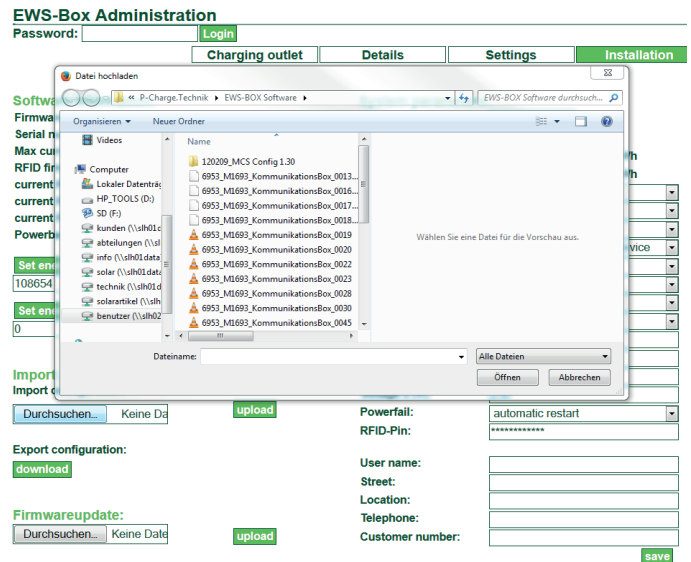 EWS-Box Administration
Password:
Login
Charging outlet
Details
Settings
Installation
Datei hochladen
« P-Charge.Technik ▸ EWS-BOX Software ▸
EWS-BOX Software durchsuch...
Organisieren
Neuer Ordner
Videos
Computer
Lokaler Datenträg
HP_TOOLS (D:)
SD (F:)
kunden (\\slh01d
abteilungen (\\sl
info (\\slh01data
solar (\\slh01data
technik (\\slh01d
solarartikel (\\slh
benutzer (\\slh02
Name
120209_MCS Config 1.30
6953_M1693_KommunikationsBox_0013...
6953_M1693_KommunikationsBox_0016...
6953_M1693_KommunikationsBox_0017...
6953_M1693_KommunikationsBox_0018...
6953_M1693_KommunikationsBox_0019
6953_M1693_KommunikationsBox_0020
6953_M1693_KommunikationsBox_0022
6953_M1693_KommunikationsBox_0023
6953_M1693_KommunikationsBox_0028
6953_M1693_KommunikationsBox_0030
6953_M1693_KommunikationsBox_0045
Wählen Sie eine Datei für die Vorschau aus.
Dateiname:
Alle Dateien
Öffnen
Abbrechen
Softwa
Firmwa
Serial n
Max cu
RFID fir
current
current
current
Powerb
Set ene
108654
Set ene
0
Import
Import c
Durchsuchen... Keine Da
upload
Export configuration:
download
Firmwareupdate:
Durchsuchen... Keine Date
upload
/h
/h
vice
Powerfail: automatic restart
RFID-Pin: ************
User name:
Street:
Location:
Telephone:
Customer number:
save